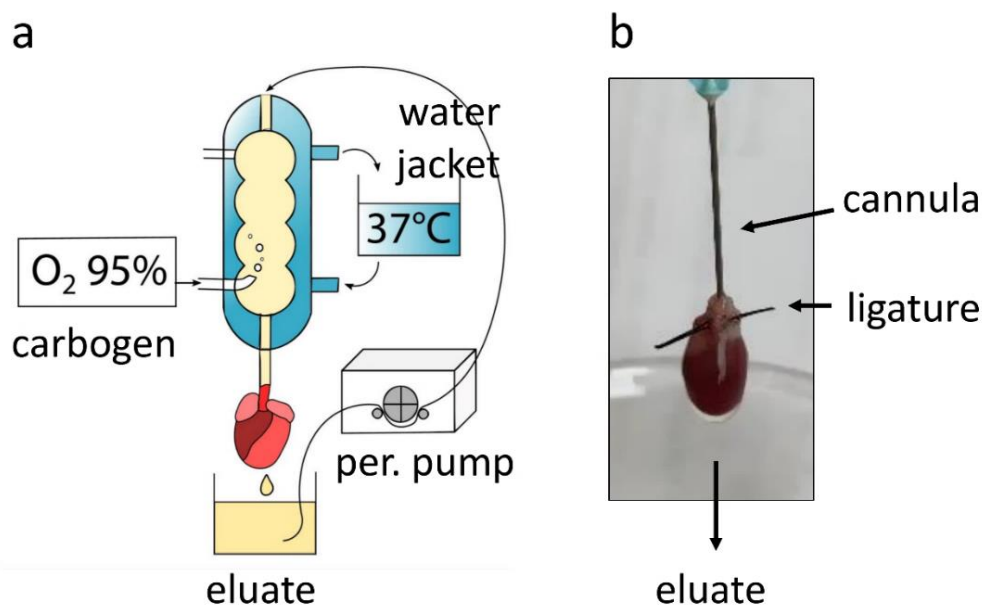 a
water
jacket
37°C
O₂ 95%
carbogen
per. pump
eluate
b
cannula
ligature
eluate